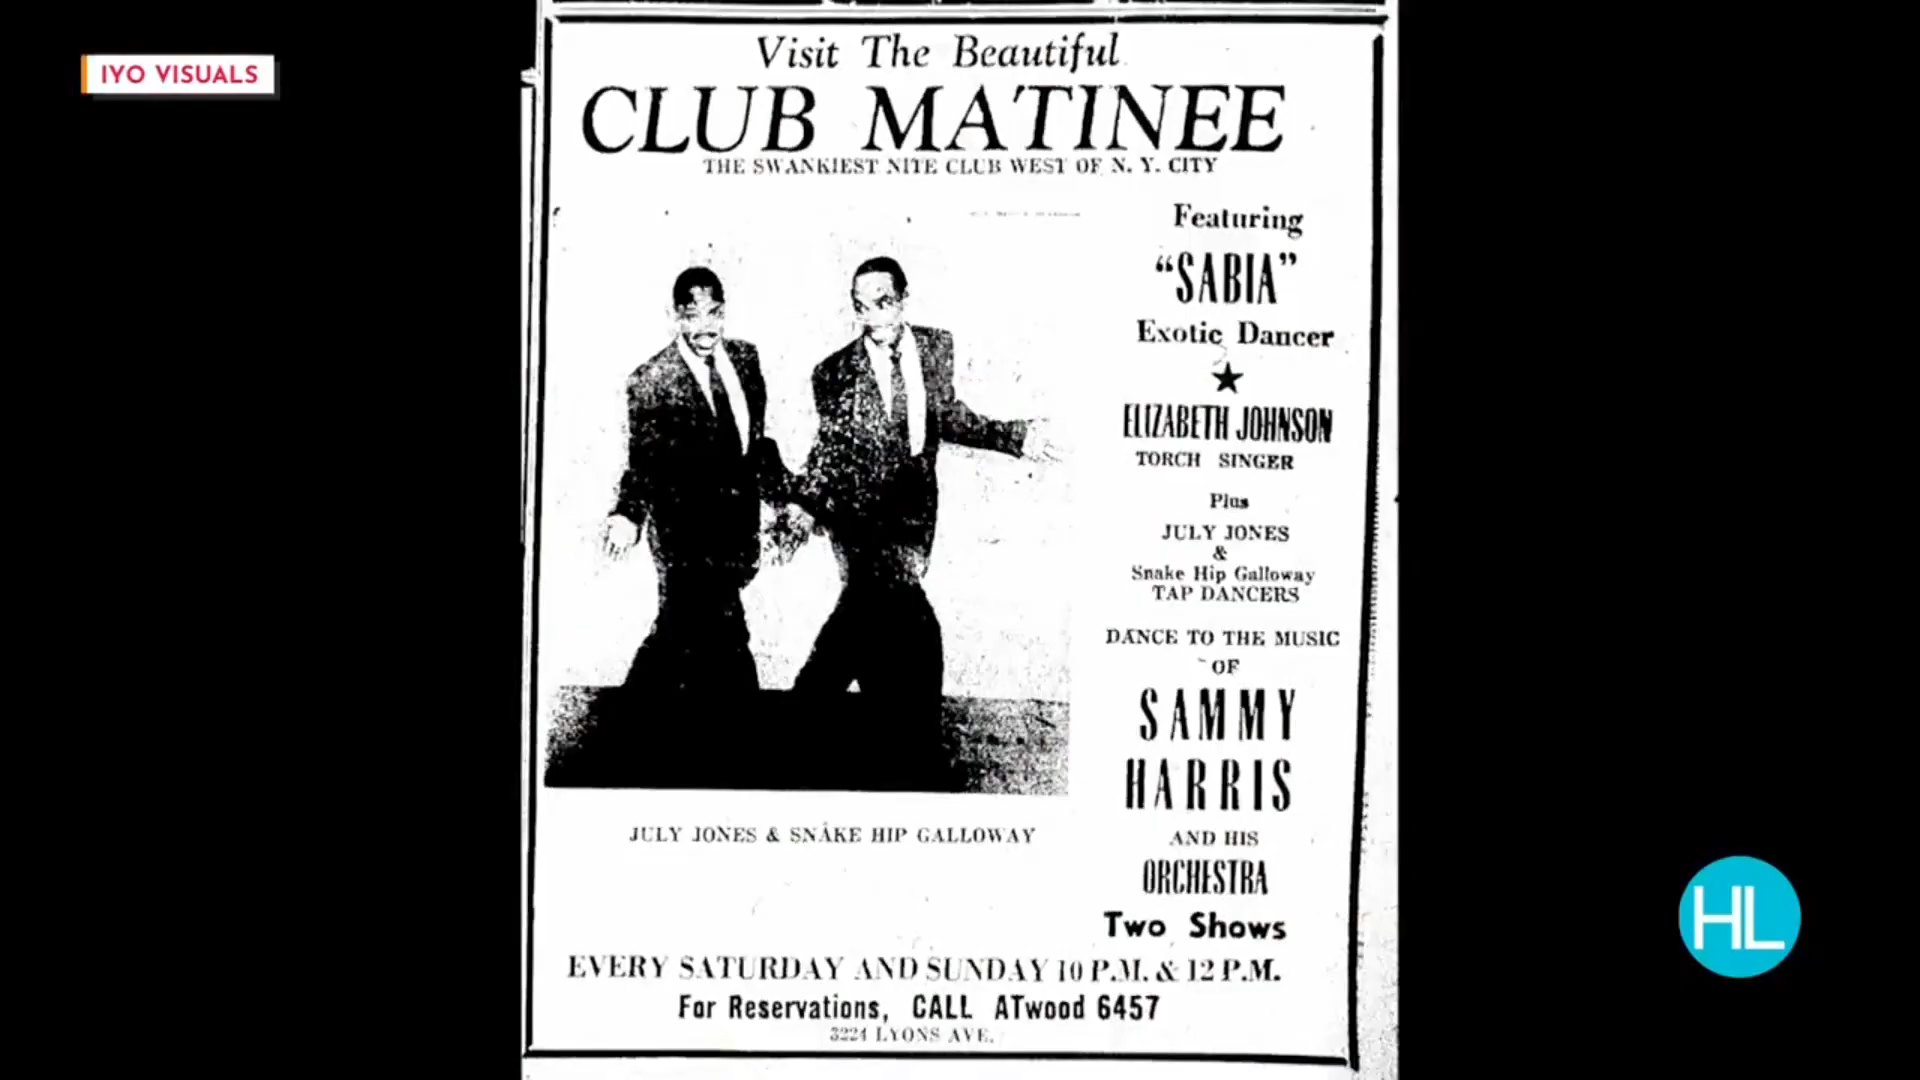 IYO VISUALS
Visit The Beautiful
CLUB MATINEE
THE SWANKIEST NITE CLUB WEST OF N. Y. CITY
Featuring
"SABIA"
Exotic Dancer
ELIZABETH JOHNSON
TORCH SINGER
Plus
JULY JONES
&
Snake Hip Galloway
TAP DANCERS
DANCE TO THE MUSIC
OF
SAMMY
HARRIS
AND HIS
ORCHESTRA
Two Shows
JULY JONES & SNAKE HIP GALLOWAY
EVERY SATURDAY AND SUNDAY 10 P.M. & 12 P.M.
For Reservations, CALL ATwood 6457
3224 LYONS AVE.
HL